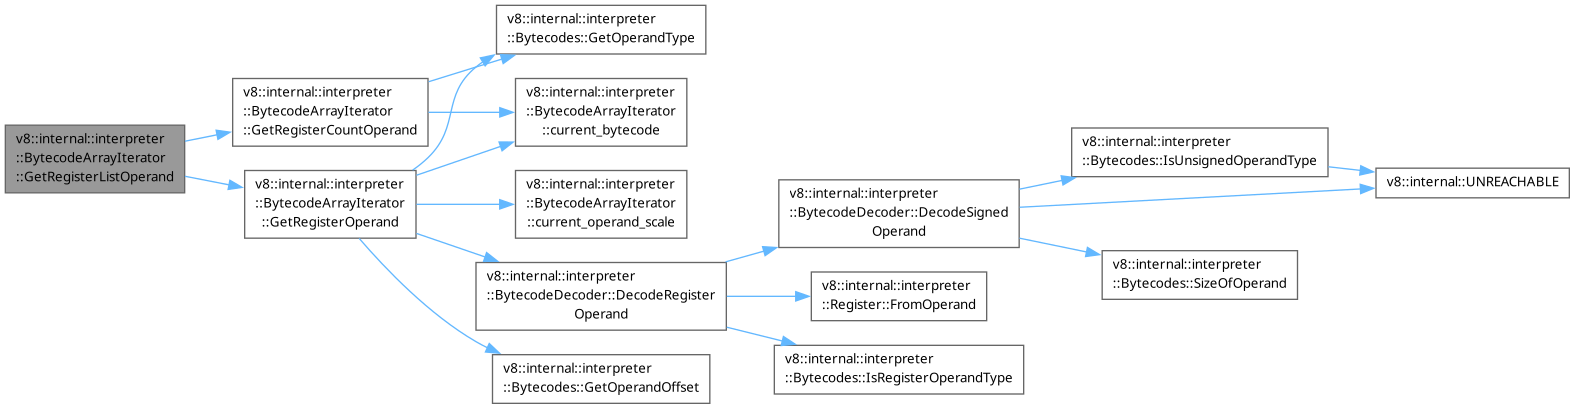 v8::internal::interpreter
::BytecodeArrayIterator
::GetRegisterListOperand
v8::internal::interpreter
::BytecodeArrayIterator
::GetRegisterCountOperand
v8::internal::interpreter
::BytecodeArrayIterator
::GetRegisterOperand
v8::internal::interpreter
::Bytecodes::GetOperandType
v8::internal::interpreter
::BytecodeArrayIterator
::current_bytecode
v8::internal::interpreter
::BytecodeArrayIterator
::current_operand_scale
v8::internal::interpreter
::BytecodeDecoder::DecodeRegister
Operand
v8::internal::interpreter
::Bytecodes::GetOperandOffset
v8::internal::interpreter
::BytecodeDecoder::DecodeSigned
Operand
v8::internal::interpreter
::Register::FromOperand
v8::internal::interpreter
::Bytecodes::IsRegisterOperandType
v8::internal::interpreter
::Bytecodes::IsUnsignedOperandType
v8::internal::interpreter
::Bytecodes::SizeOfOperand
v8::internal::UNREACHABLE